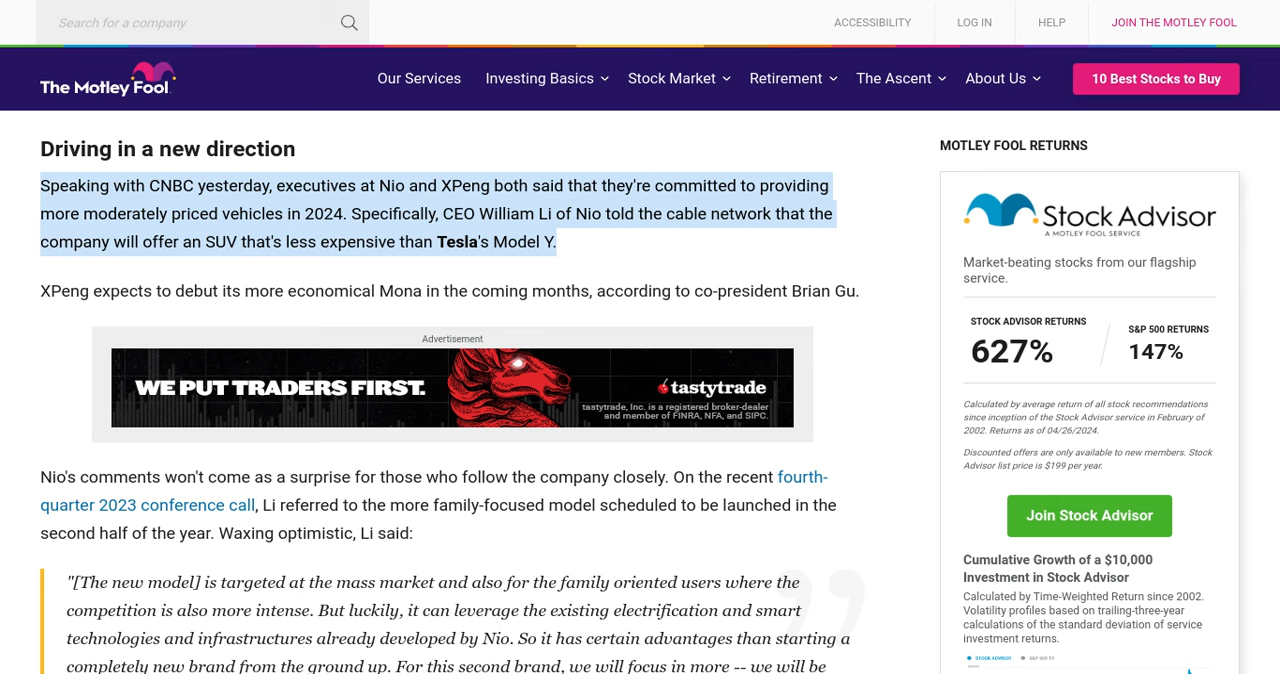 Search for a company
ACCESSIBILITY
LOG IN
HELP
JOIN THE MOTLEY FOOL
The Motley Fool.
Our Services
Investing Basics
Stock Market
Retirement
The Ascent
About Us
10 Best Stocks to Buy
Driving in a new direction
Speaking with CNBC yesterday, executives at Nio and XPeng both said that they're committed to providing
more moderately priced vehicles in 2024. Specifically, CEO William Li of Nio told the cable network that the
company will offer an SUV that's less expensive than Tesla's Model Y.
XPeng expects to debut its more economical Mona in the coming months, according to co-president Brian Gu.
Advertisement
WE PUT TRADERS FIRST.
tastytrade
tastytrade, Inc. is a registered broker-dealer
and member of FINRA, NFA, and SIPC.
Nio's comments won't come as a surprise for those who follow the company closely. On the recent fourth-
quarter 2023 conference call, Li referred to the more family-focused model scheduled to be launched in the
second half of the year. Waxing optimistic, Li said:
"[The new model] is targeted at the mass market and also for the family oriented users where the
competition is also more intense. But luckily, it can leverage the existing electrification and smart
technologies and infrastructures already developed by Nio. So it has certain advantages than starting a
completely new brand from the ground up. For this second brand, we will focus in more -- we will be
MOTLEY FOOL RETURNS
Stock Advisor
A MOTLEY FOOL SERVICE
Market-beating stocks from our flagship
service.
STOCK ADVISOR RETURNS
627%
S&P 500 RETURNS
147%
Calculated by average return of all stock recommendations
since inception of the Stock Advisor service in February of
2002. Returns as of 04/26/2024.
Discounted offers are only available to new members. Stock
Advisor list price is $199 per year.
Join Stock Advisor
Cumulative Growth of a $10,000
Investment in Stock Advisor
Calculated by Time-Weighted Return since 2002.
Volatility profiles based on trailing-three-year
calculations of the standard deviation of service
investment returns.
STOCK ADVISOR
S&P 500 TR